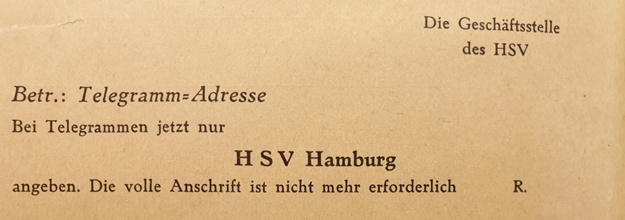 Die Geschäftsstelle
des HSV
Betr.: Telegramm=Adresse
Bei Telegrammen jetzt nur
HSV Hamburg
angeben. Die volle Anschrift ist nicht mehr erforderlich R.